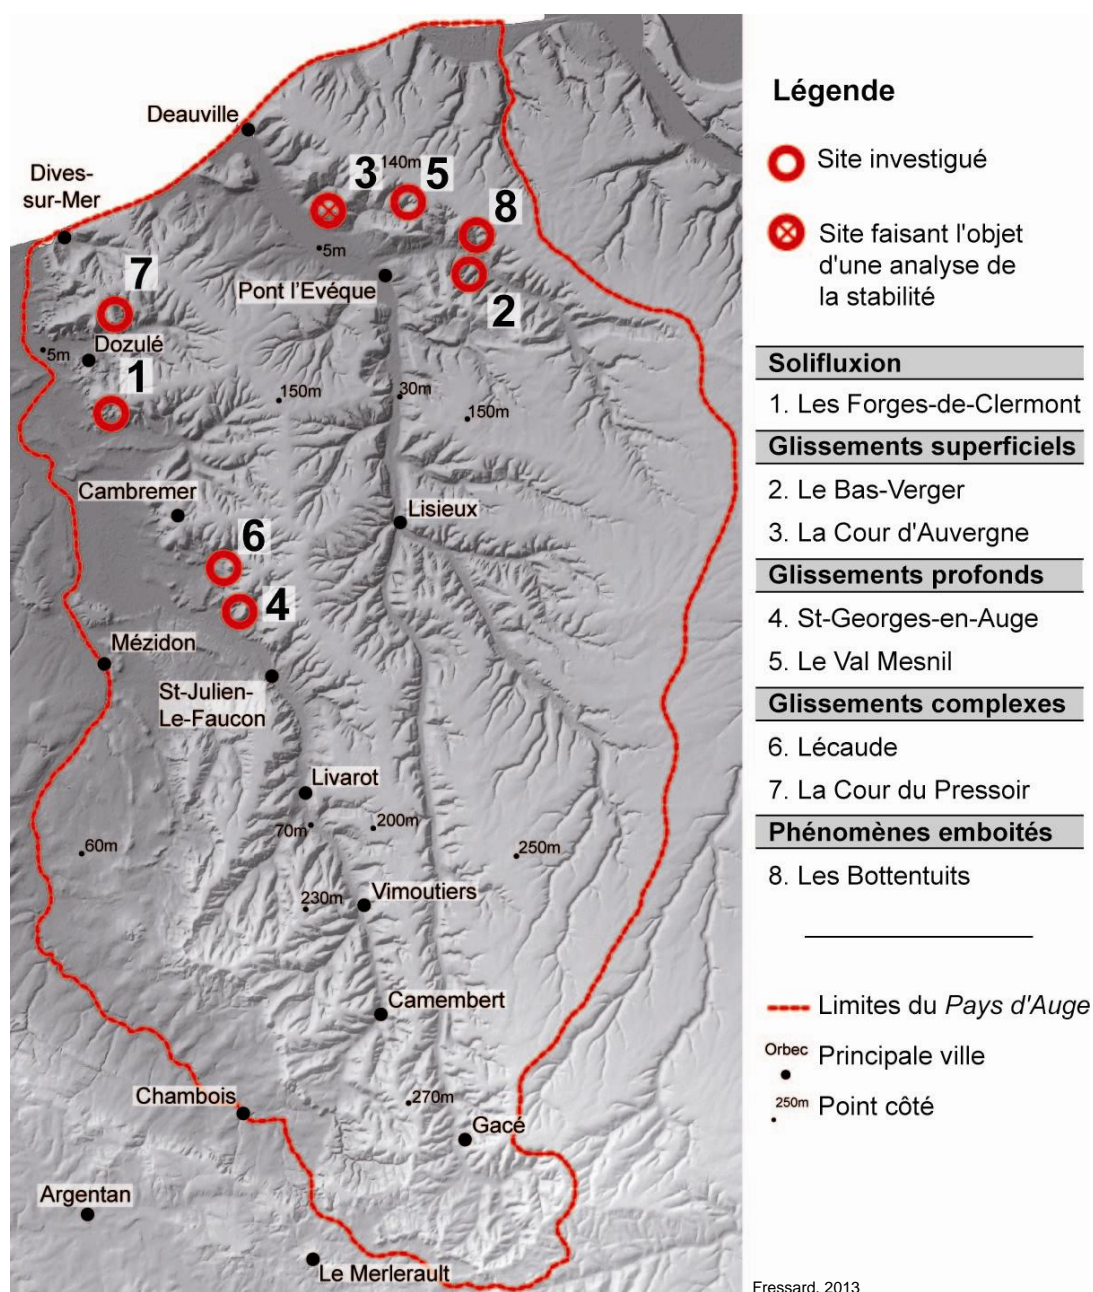 Deauville
Dives-
sur-Mer
3
140m
5
8
5m
Pont l'Evéque
2
7
Dozulé
5m
1
150m
30m
150m
Cambremer
Lisieux
6
4
Mézidon
St-Julien-
Le-Faucon
Livarot
70m
200m
60m
250m
230m
Vimoutiers
Camembert
270m
Chambois
Gacé
Argentan
Le Merlerault
Légende
Site investigué
Site faisant l'objet
d'une analyse de
la stabilité
Solifluxion
1. Les Forges-de-Clermont
Glissements superficiels
2. Le Bas-Verger
3. La Cour d'Auvergne
Glissements profonds
4. St-Georges-en-Auge
5. Le Val Mesnil
Glissements complexes
6. Lécaude
7. La Cour du Pressoir
Phénomènes emboités
8. Les Bottentuits
Limites du Pays d'Auge
Orbec
Principale ville
250m
Point côté
Fressard, 2013